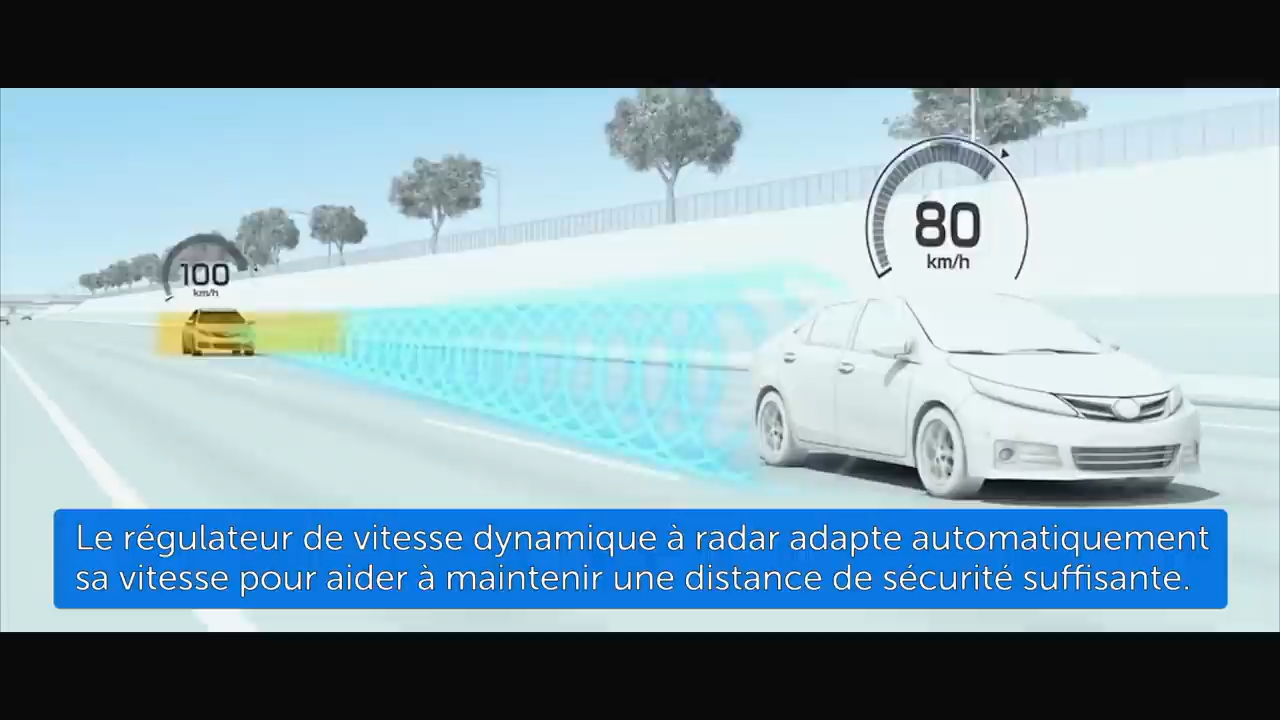 80
km/h
100
km/h
Le régulateur de vitesse dynamique à radar adapte automatiquement
sa vitesse pour aider à maintenir une distance de sécurité suffisante.